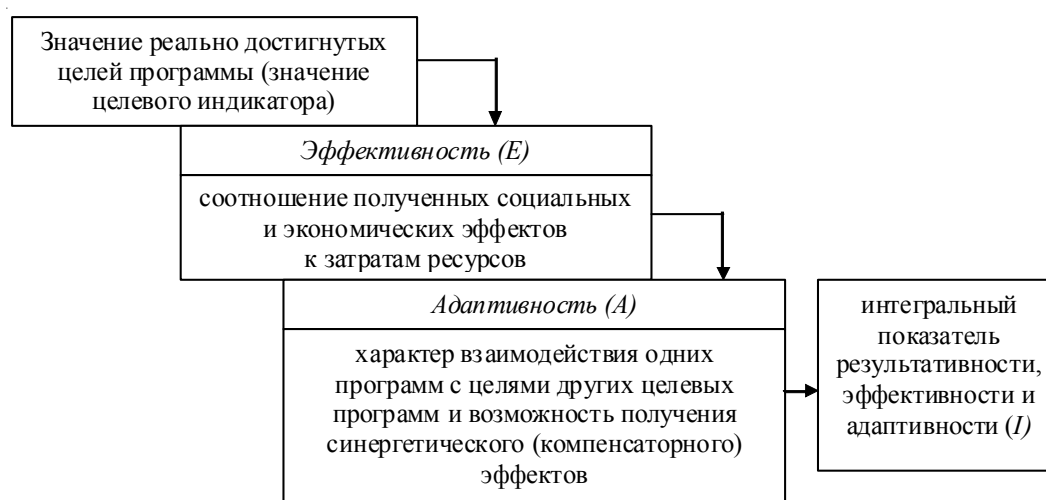 Значение реально достигнутых
целей программы (значение
целевого индикатора)
Эффективность (E)
соотношение полученных социальных
и экономических эффектов
к затратам ресурсов
Адаптивность (A)
характер взаимодействия одних
программ с целями других целевых
программ и возможность получения
синергетического (компенсаторного)
эффектов
интегральный
показатель
результативности,
эффективности и
адаптивности (I)